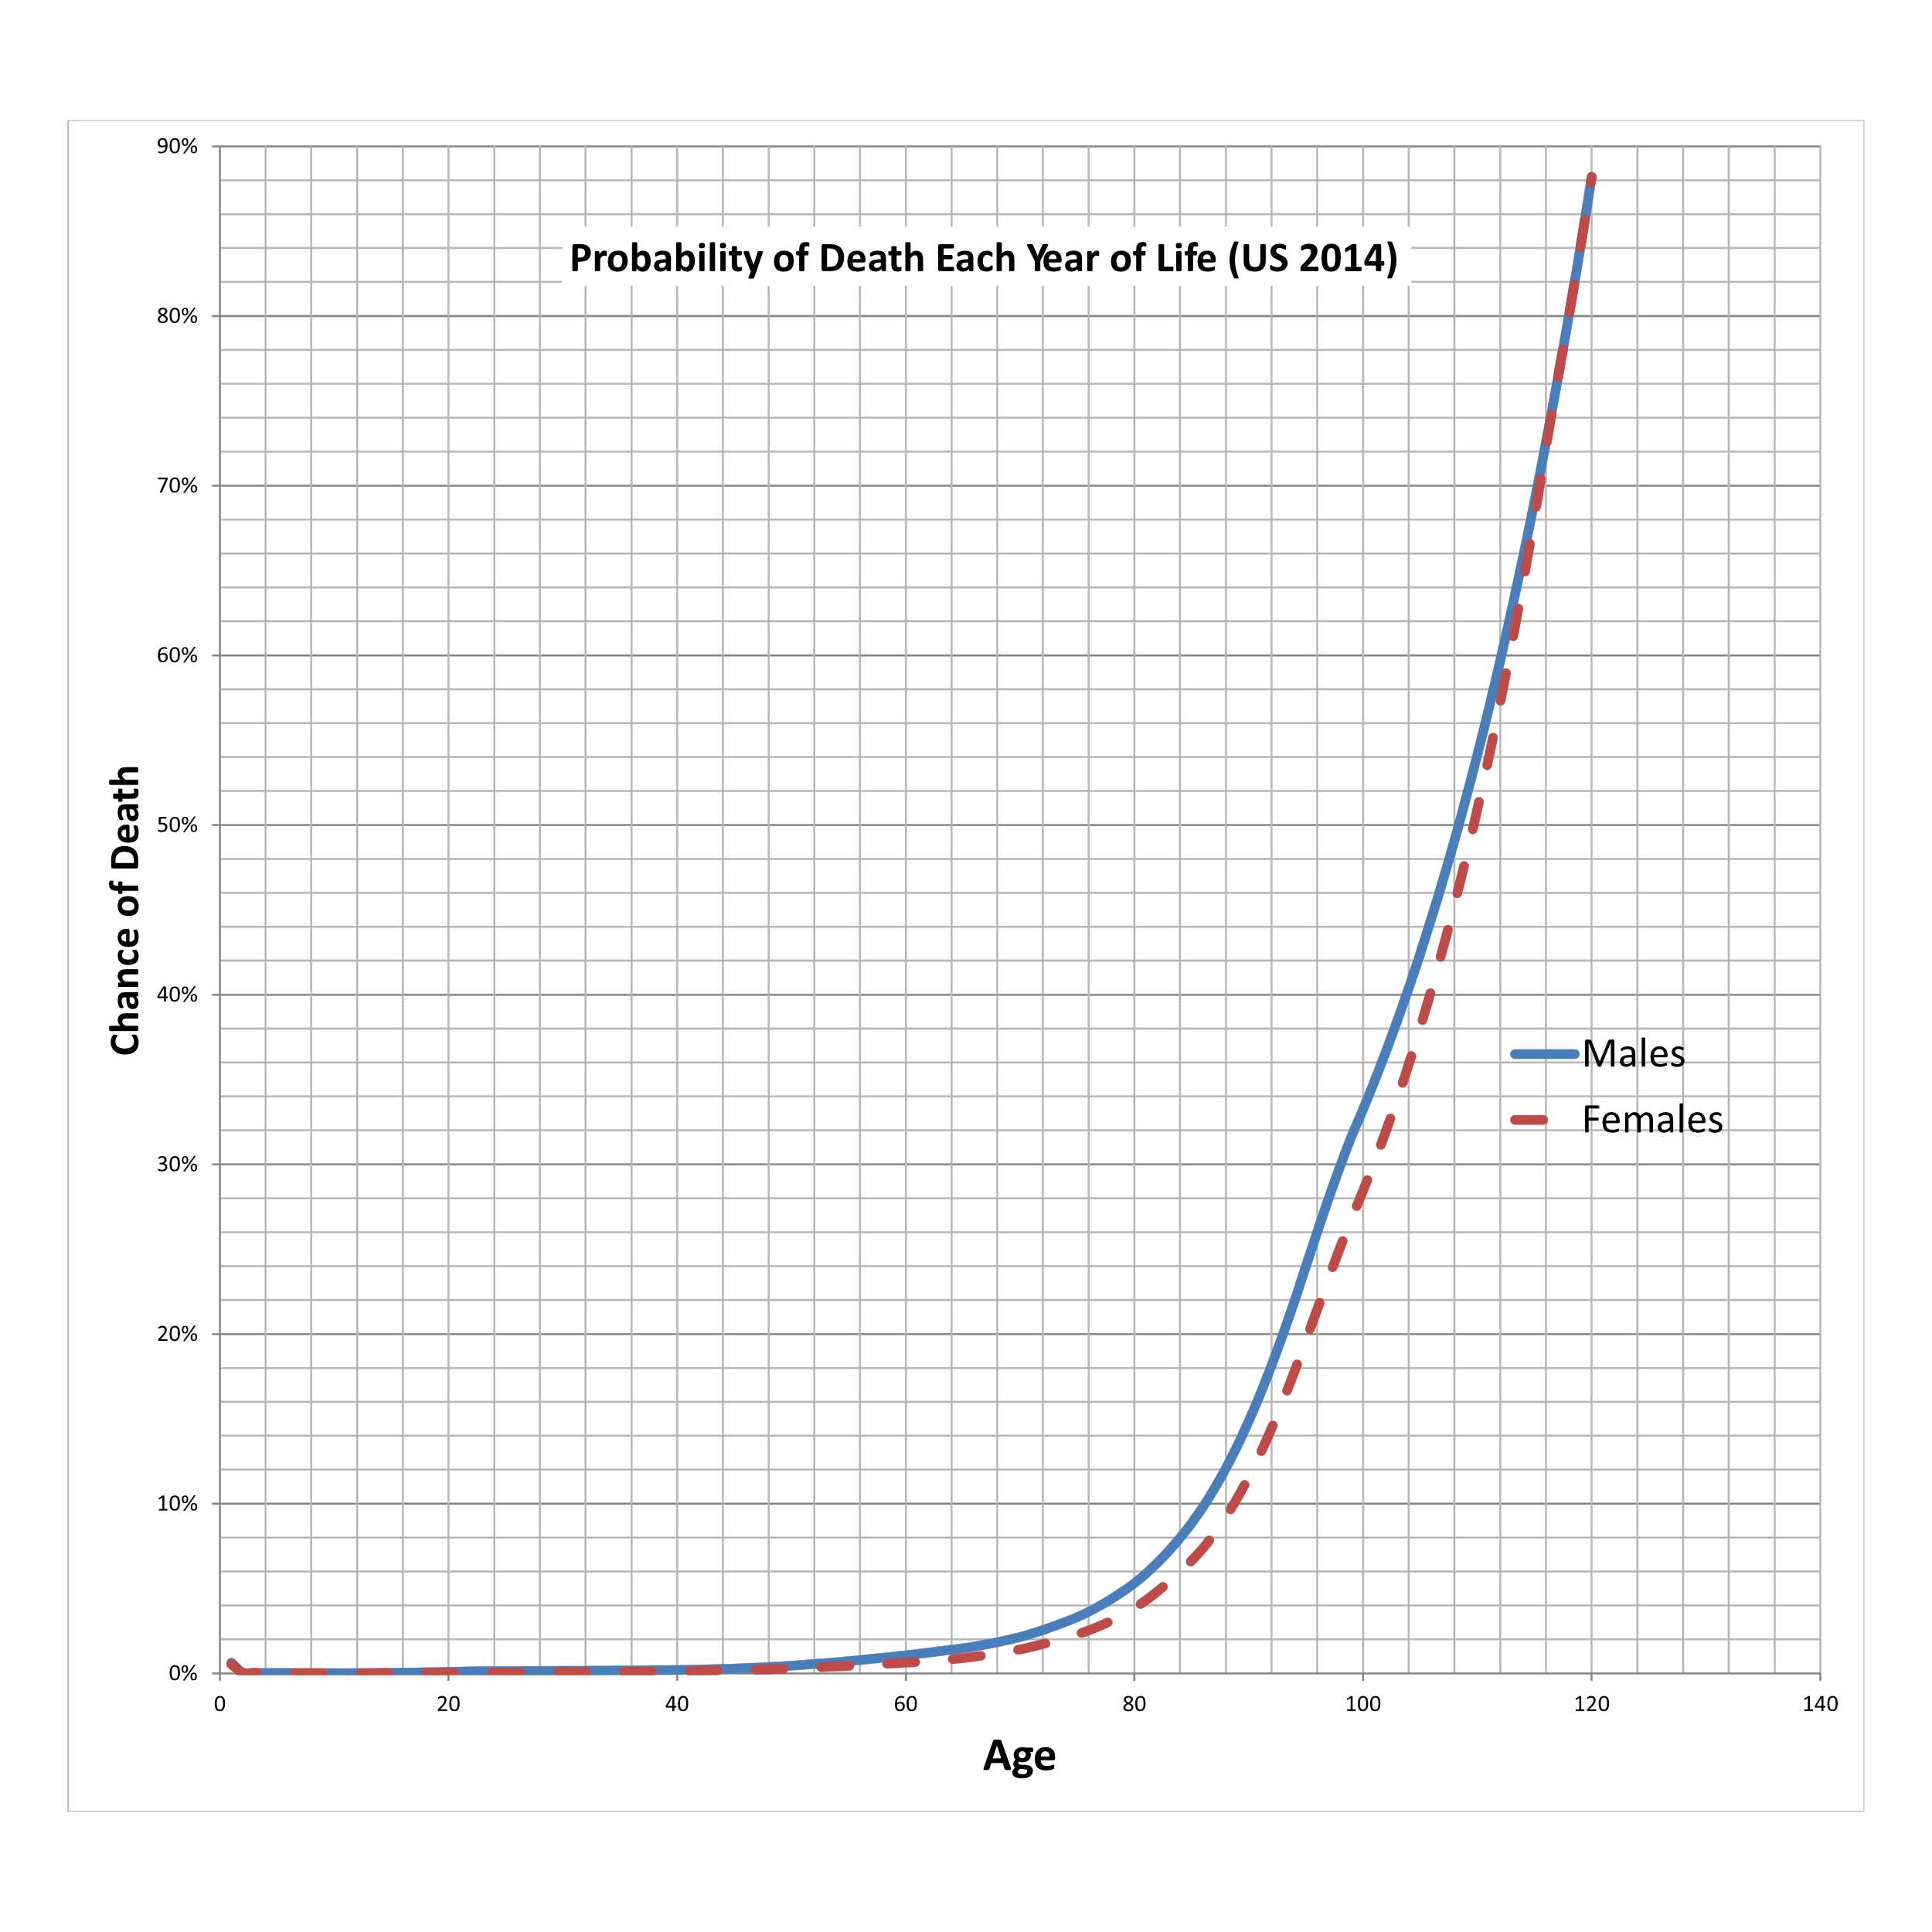 Probability of Death Each Year of Life (US 2014)
90%
80%
70%
60%
50%
40%
30%
20%
10%
0%
Chance of Death
Males
Females
0 20 40 60 80 100 120 140
Age